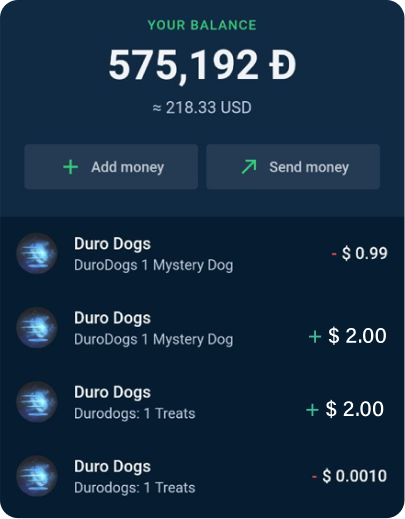 YOUR BALANCE
575,192 Đ
≈ 218.33 USD
+ Add money
Send money
Duro Dogs
DuroDogs 1 Mystery Dog
- $ 0.99
Duro Dogs
DuroDogs 1 Mystery Dog
+ $ 2.00
Duro Dogs
Durodogs: 1 Treats
+ $ 2.00
Duro Dogs
Durodogs: 1 Treats
- $ 0.0010